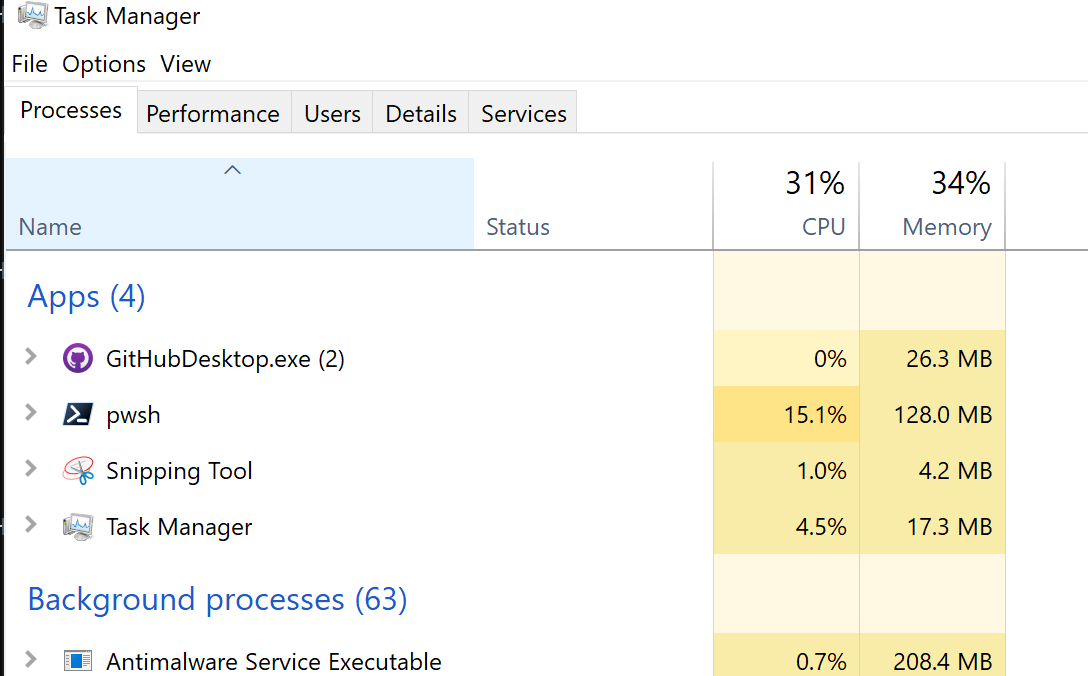 Task Manager
File Options View
Processes Performance Users Details Services
31% 34%
Name Status CPU Memory
Apps (4)
GitHubDesktop.exe (2) 0% 26.3 MB
pwsh 15.1% 128.0 MB
Snipping Tool 1.0% 4.2 MB
Task Manager 4.5% 17.3 MB
Background processes (63)
Antimalware Service Executable 0.7% 208.4 MB